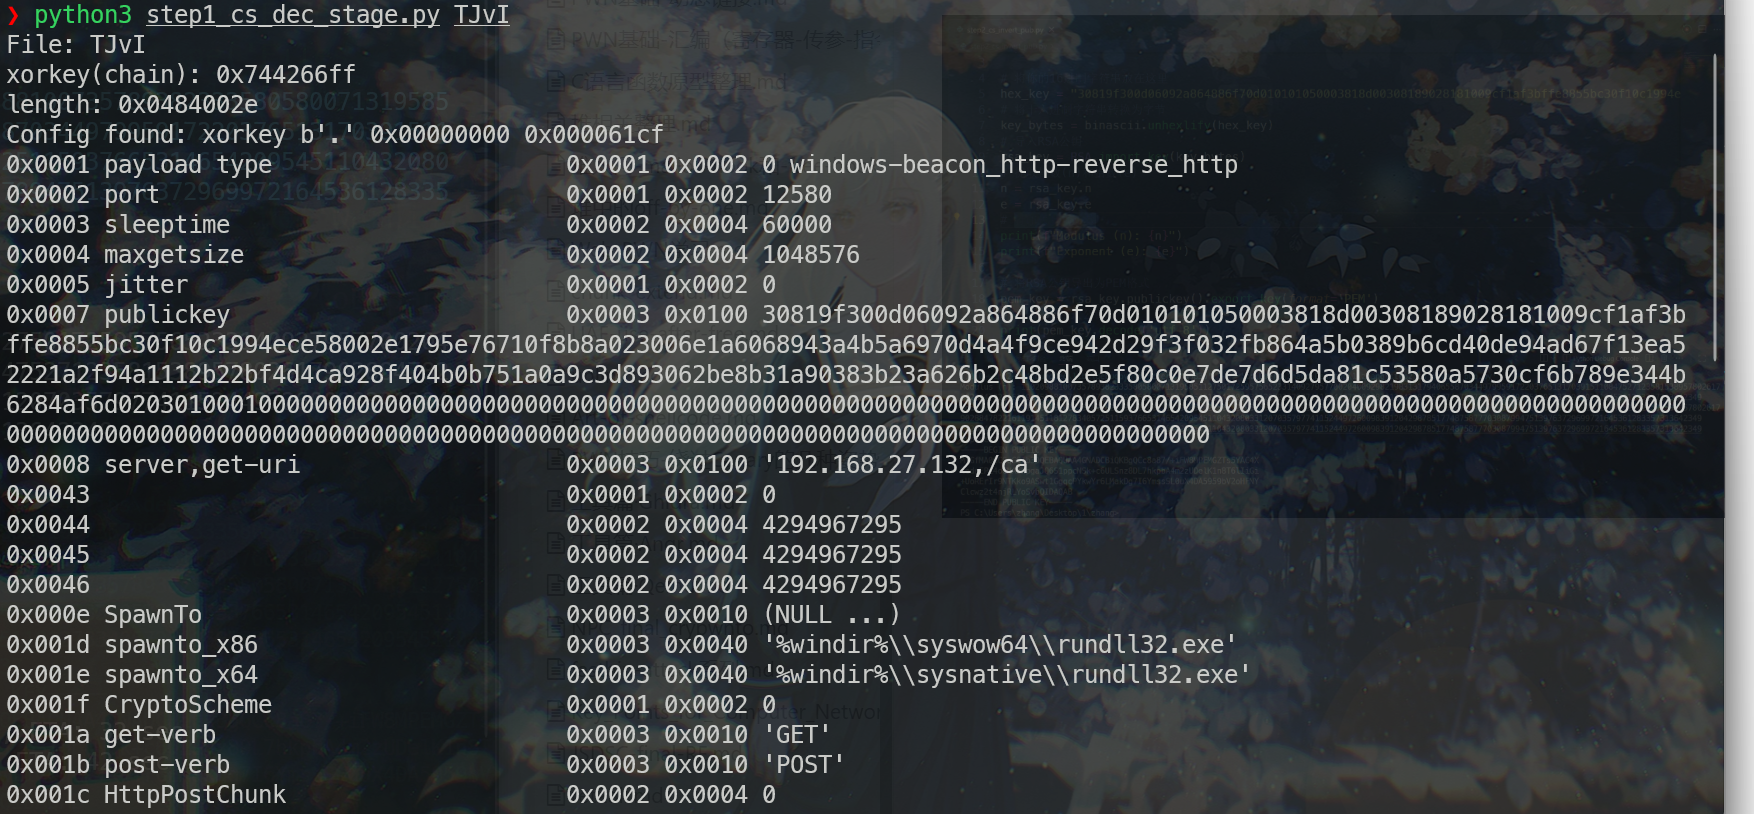 ❯ python3 step1_cs_dec_stage.py TJvI
File: TJvI
xorkey(chain): 0x744266ff
length: 0x0484002e
Config found: xorkey b'.' 0x00000000 0x000061cf
0x0001 payload type 0x0001 0x0002 0 windows-beacon_http-reverse_http
0x0002 port 0x0001 0x0002 12580
0x0003 sleeptime 0x0002 0x0004 60000
0x0004 maxgetsize 0x0002 0x0004 1048576
0x0005 jitter 0x0001 0x0002 0
0x0007 publickey 0x0003 0x0100 30819f300d06092a864886f70d010101050003818d00308189028181009cf1af3b
ffe8855bc30f10c1994ece58002e1795e76710f8b8a023006e1a6068943a4b5a6970d4a4f9ce942d29f3f032fb864a5b0389b6cd40de94ad67f13ea5
2221a2f94a1112b22bf4d4ca928f404b0b751a0a9c3d893062be8b31a90383b23a626b2c48bd2e5f80c0e7de7d6d5da81c53580a5730cf6b789e344b
6284af6d02030100010000000000000000000000000000000000000000000000000000000000000000000000000000000000000000000000000000000
00000000000000000000000000000000000000000000000000000000000000000000000000000000000000
0x0008 server,get-uri 0x0003 0x0100 '192.168.27.132,/ca'
0x0043 0x0001 0x0002 0
0x0044 0x0002 0x0004 4294967295
0x0045 0x0002 0x0004 4294967295
0x0046 0x0002 0x0004 4294967295
0x000e SpawnTo 0x0003 0x0010 (NULL ...)
0x001d spawnto_x86 0x0003 0x0040 '%windir%\\syswow64\\rundll32.exe'
0x001e spawnto_x64 0x0003 0x0040 '%windir%\\sysnative\\rundll32.exe'
0x001f CryptoScheme 0x0001 0x0002 0
0x001a get-verb 0x0003 0x0010 'GET'
0x001b post-verb 0x0003 0x0010 'POST'
0x001c HttpPostChunk 0x0002 0x0004 0